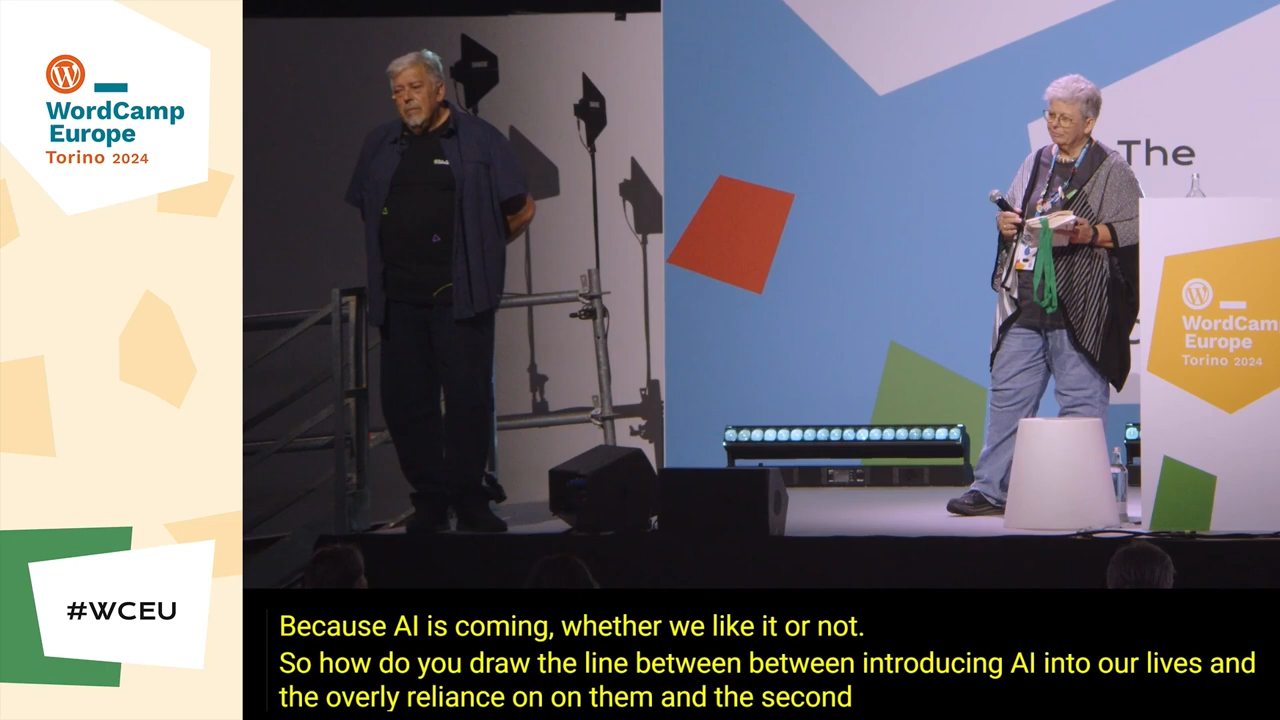 WordCamp
Europe
Torino 2024
The
WordCam
Europe
Torino 2024
#WCEU
Because AI is coming, whether we like it or not.
So how do you draw the line between between introducing AI into our lives and
the overly reliance on on them and the second